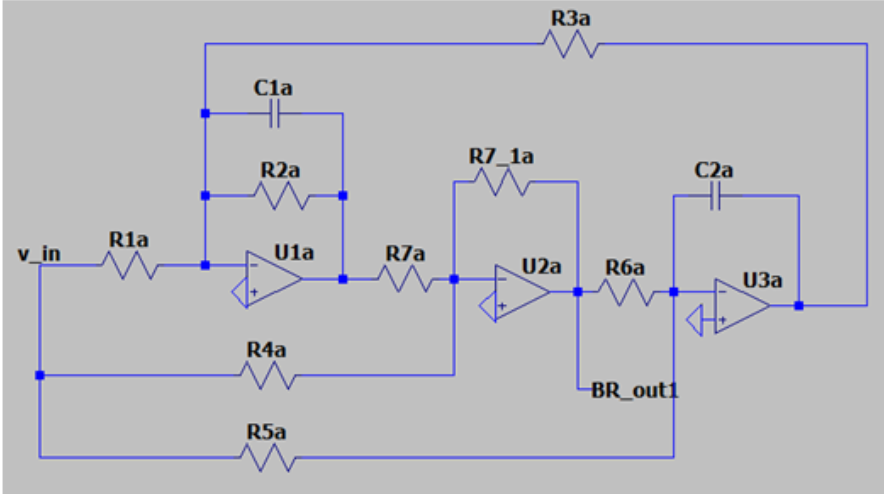 R3a
C1a
R2a
R7_1a
C2a
v_in
R1a
U1a
R7a
U2a
R6a
U3a
R4a
BR_out1
R5a